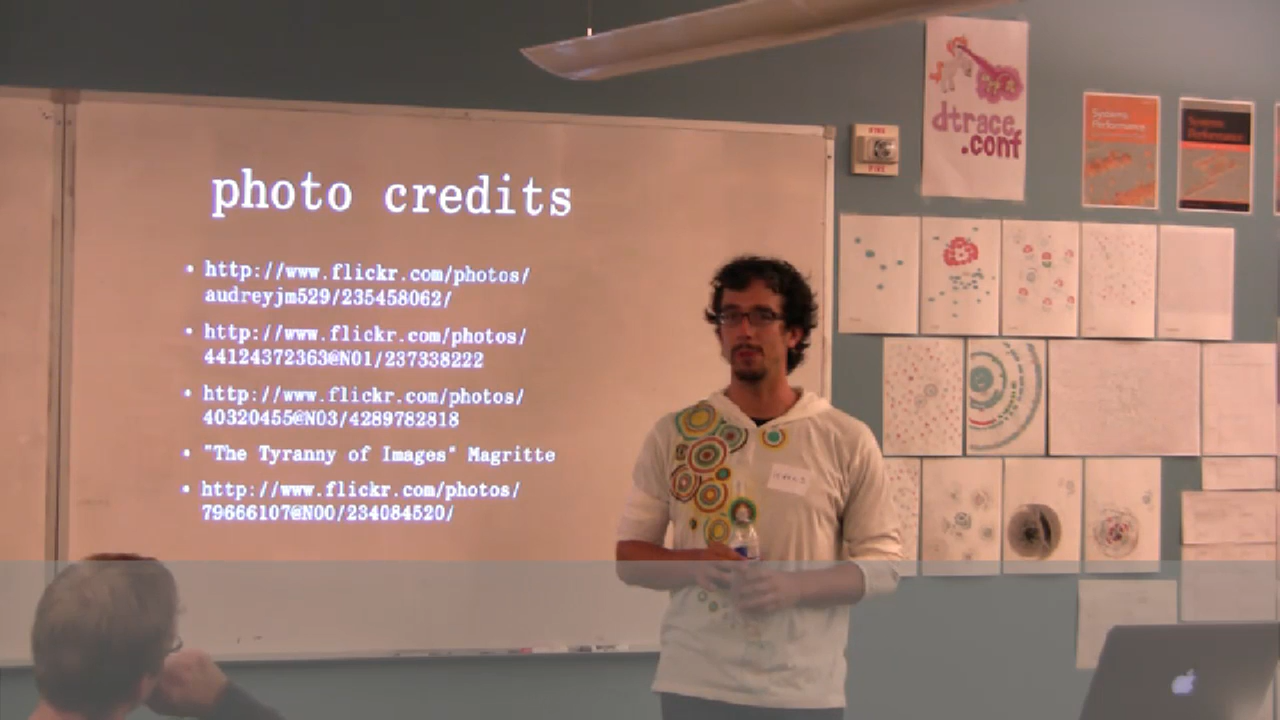 photo credits
• http://www.flickr.com/photos/
audreyjm529/235458062/
• http://www.flickr.com/photos/
44124372363@N01/237338222
• http://www.flickr.com/photos/
40320455@N03/4289782818
• "The Tyranny of Images" Magritte
• http://www.flickr.com/photos/
79666107@N00/234084520/
dtrace
.conf
FIRE
FIRE
Systems
Performance
Systems
Performance